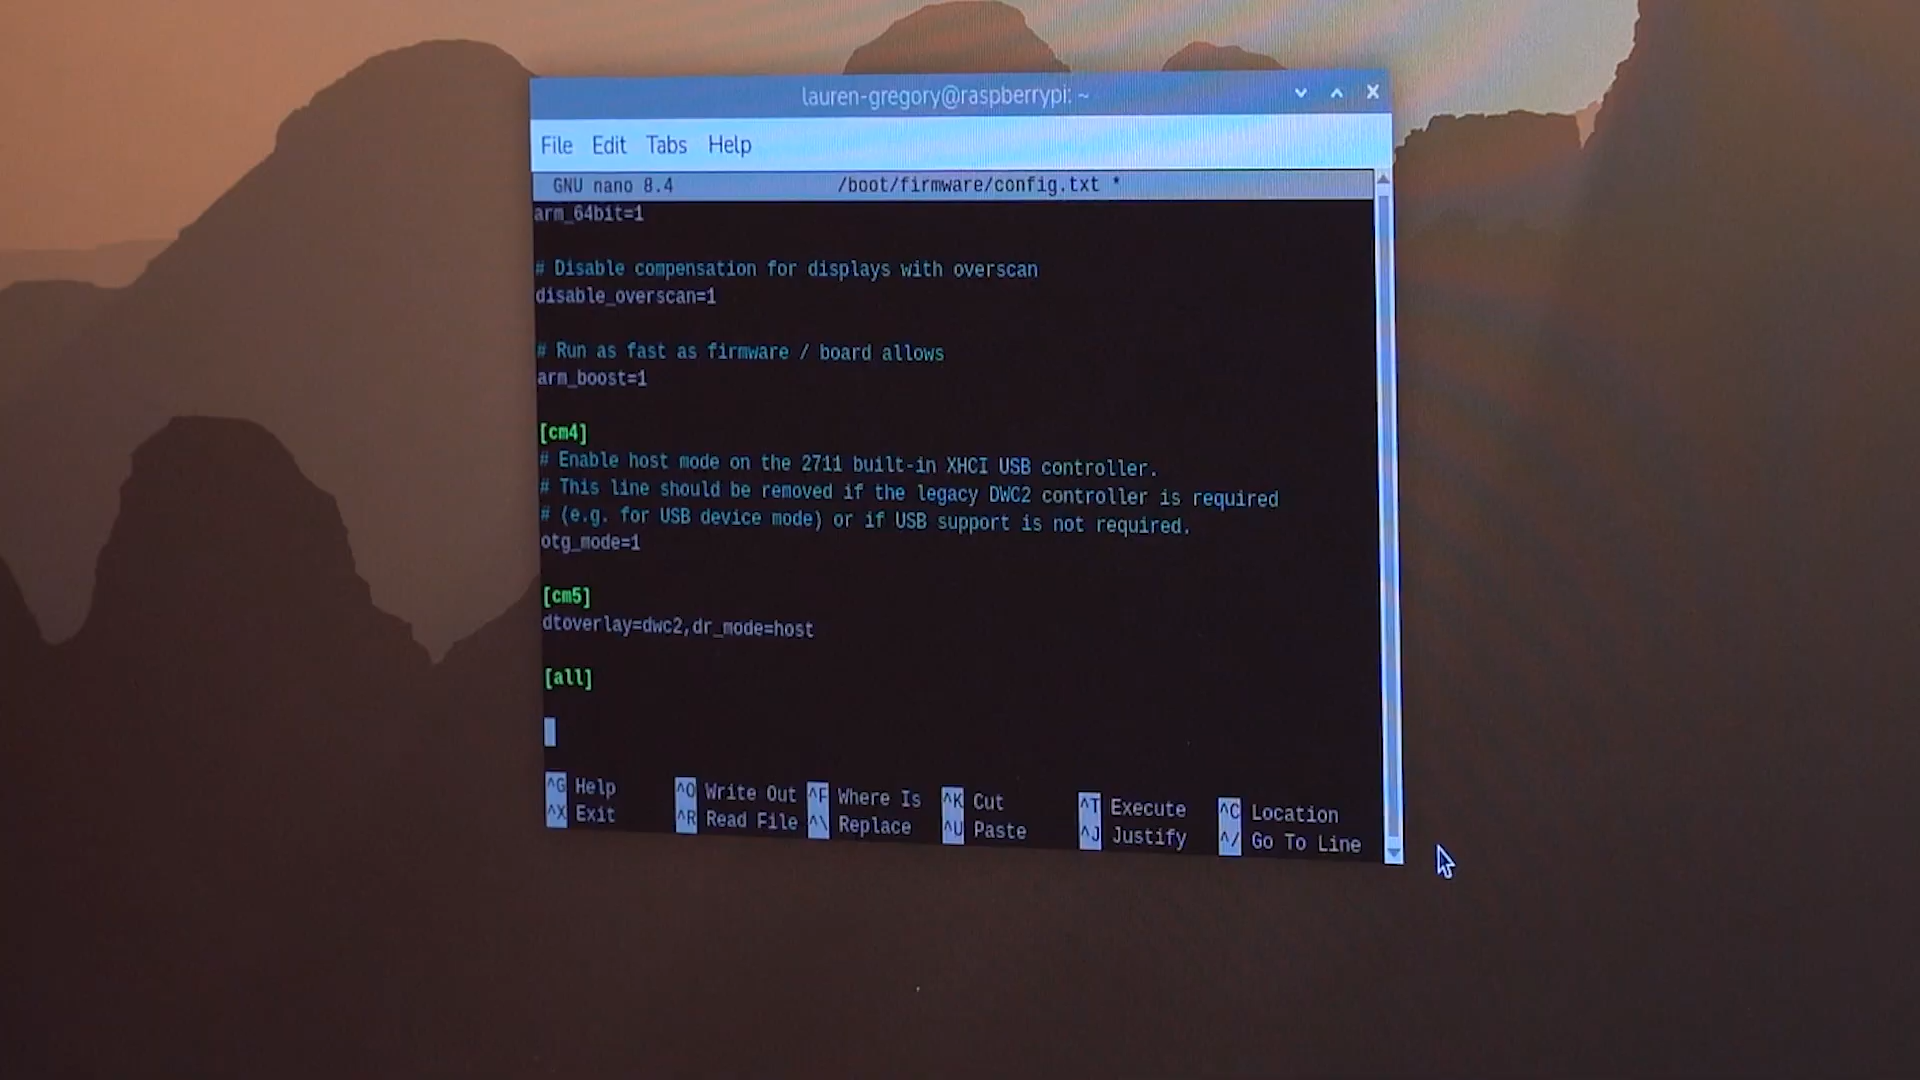 lauren-gregory@raspberrypi: ~
File Edit Tabs Help
GNU nano 8.4 /boot/firmware/config.txt *
arm_64bit=1
# Disable compensation for displays with overscan
disable_overscan=1
# Run as fast as firmware / board allows
arm_boost=1
[cm4]
# Enable host mode on the 2711 built-in XHCI USB controller.
# This line should be removed if the legacy DWC2 controller is required
# (e.g. for USB device mode) or if USB support is not required.
otg_mode=1
[cm5]
dtoverlay=dwc2,dr_mode=host
[all]
^G Help ^O Write Out ^F Where Is ^K Cut ^T Execute ^C Location
^X Exit ^R Read File ^\ Replace ^U Paste ^J Justify ^/ Go To Line